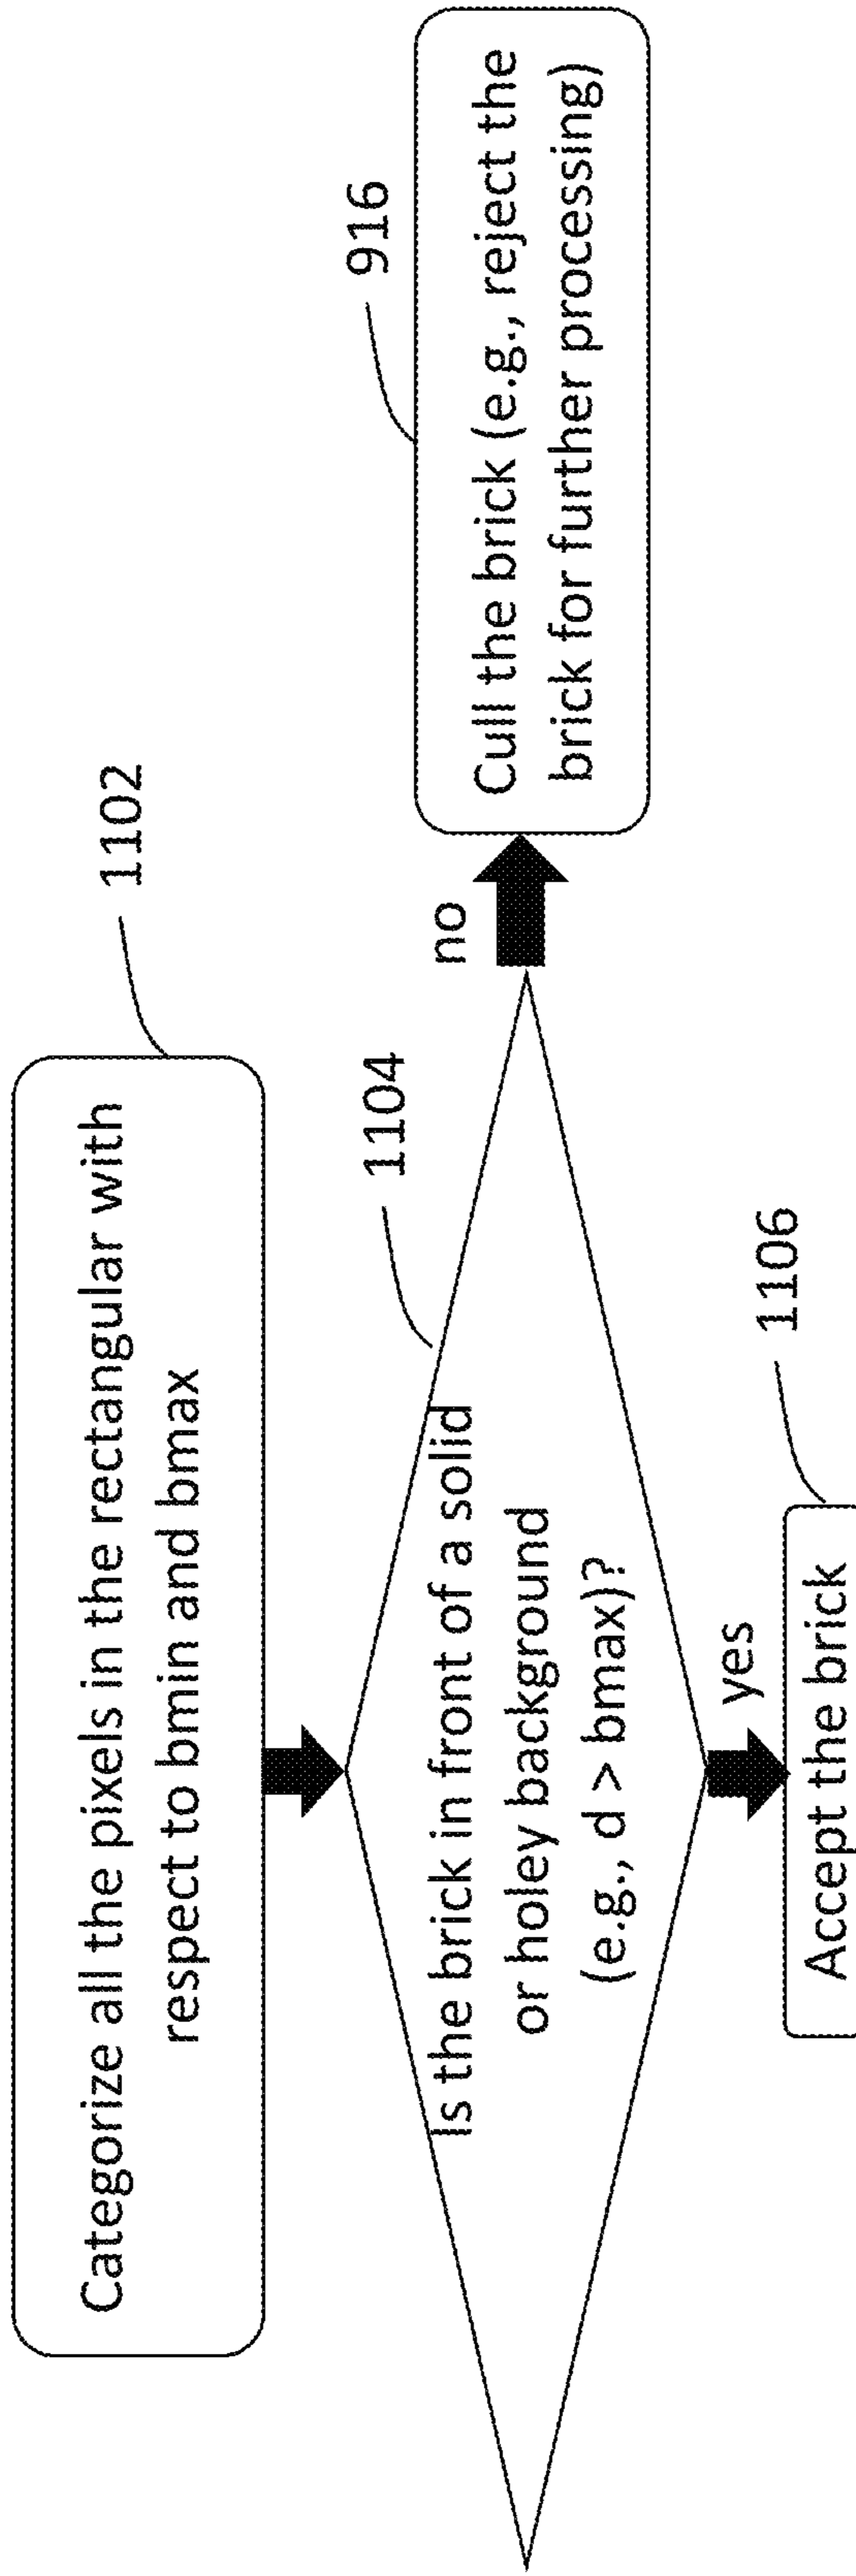 1102
Categorize all the pixels in the rectangular with
respect to bmin and bmax
1104
Is the brick in front of a solid
or holey background
(e.g., d > bmax)?
no
916
Cull the brick (e.g., reject the
brick for further processing)
yes
1106
Accept the brick